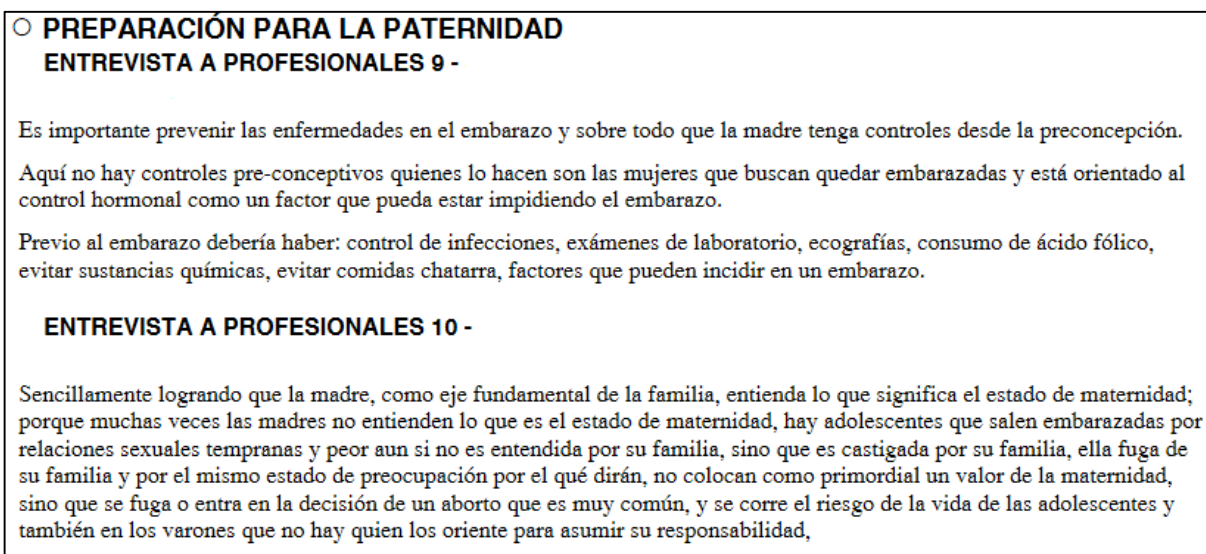 ○ PREPARACIÓN PARA LA PATERNIDAD
ENTREVISTA A PROFESIONALES 9 -
Es importante prevenir las enfermedades en el embarazo y sobre todo que la madre tenga controles desde la preconcepción.
Aquí no hay controles pre-conceptivos quienes lo hacen son las mujeres que buscan quedar embarazadas y está orientado al
control hormonal como un factor que pueda estar impidiendo el embarazo.
Previo al embarazo debería haber: control de infecciones, exámenes de laboratorio, ecografías, consumo de ácido fólico,
evitar sustancias químicas, evitar comidas chatarra, factores que pueden incidir en un embarazo.
ENTREVISTA A PROFESIONALES 10 -
Sencillamente logrando que la madre, como eje fundamental de la familia, entienda lo que significa el estado de maternidad;
porque muchas veces las madres no entienden lo que es el estado de maternidad, hay adolescentes que salen embarazadas por
relaciones sexuales tempranas y peor aun si no es entendida por su familia, sino que es castigada por su familia, ella fuga de
su familia y por el mismo estado de preocupación por el qué dirán, no colocan como primordial un valor de la maternidad,
sino que se fuga o entra en la decisión de un aborto que es muy común, y se corre el riesgo de la vida de las adolescentes y
también en los varones que no hay quien los oriente para asumir su responsabilidad,